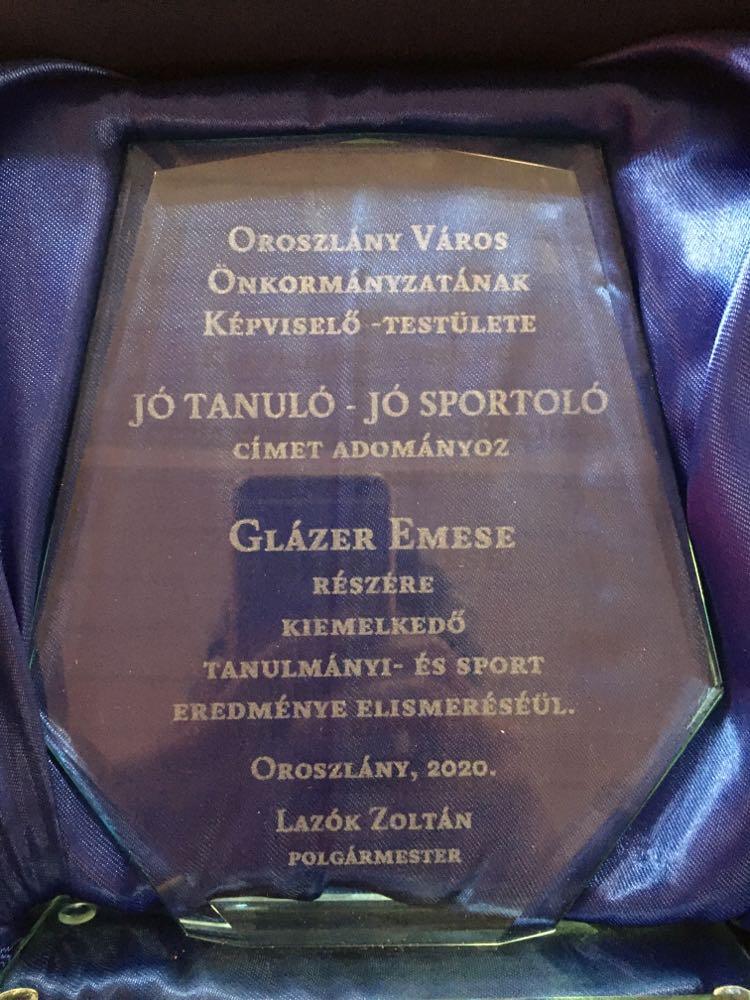 Oroszlány Város
Önkormányzatának
Képviselő -testülete
JÓ TANULÓ - JÓ SPORTOLÓ
címet adományoz
Glázer Emese
részére
kiemelkedő
tanulmányi- és sport
eredménye elismeréséül.
Oroszlány, 2020.
Lazók Zoltán
polgármester